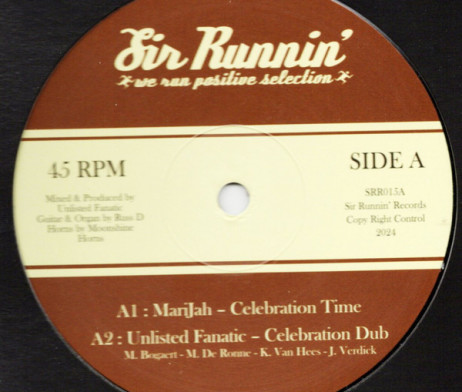 Sir Runnin'
we run positive selection
45 RPM
Mixed & Produced by
Unlisted Fanatic
Guitar & Organ by Rino D
Horns by Moonshine
Horns
SIDE A
SRR015A
Sir Runnin' Records
Copy Right Control
2024
A1 : MariJah – Celebration Time
A2 : Unlisted Fanatic – Celebration Dub
M. Bogaert - M. De Ronne - K. Van Hees - J. Verdick